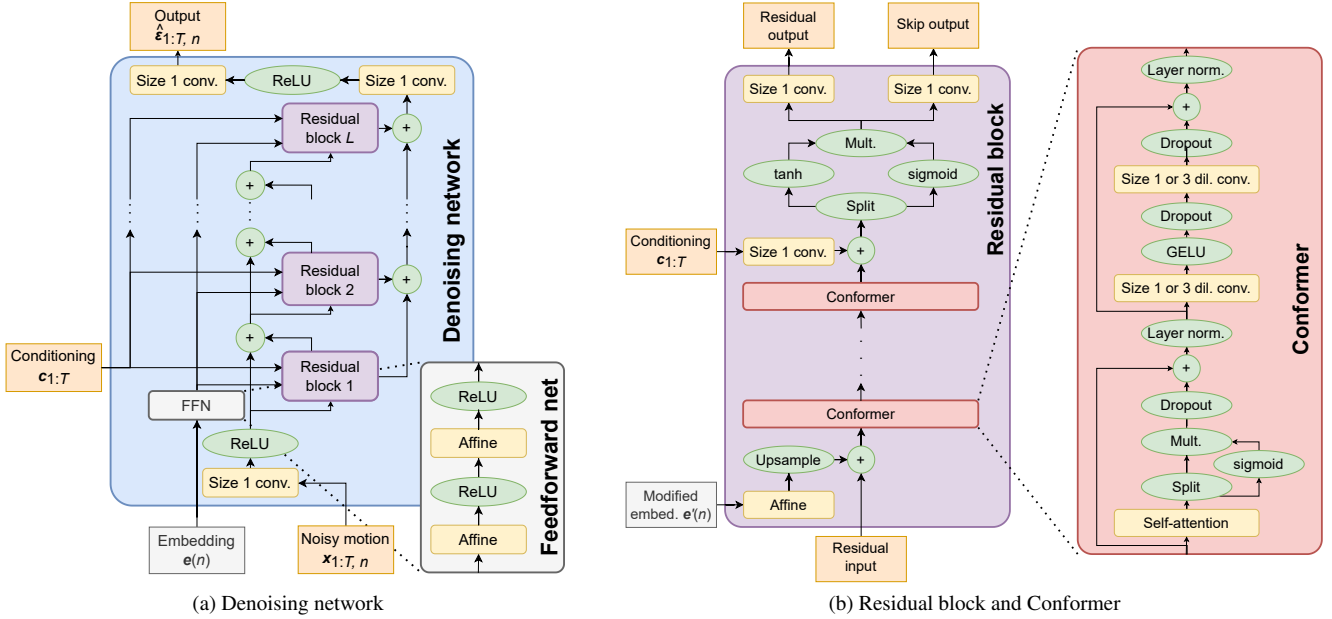 Output
ε̂1:T, n
Size 1 conv.
ReLU
Size 1 conv.
Residual
block L
+
+
+
Residual
block 2
+
+
Residual
block 1
Conditioning
c1:T
FFN
ReLU
Size 1 conv.
Embedding
e(n)
Noisy motion
x1:T, n
Denoising network
ReLU
Affine
ReLU
Affine
Feedforward net
(a) Denoising network
Residual
output
Skip output
Size 1 conv.
Size 1 conv.
Mult.
tanh
sigmoid
Split
Conditioning
c1:T
Size 1 conv.
+
Conformer
Conformer
Upsample
+
Modified
embed. e'(n)
Affine
Residual
input
Residual block
Layer norm.
+
Dropout
Size 1 or 3 dil. conv.
Dropout
GELU
Size 1 or 3 dil. conv.
Layer norm.
+
Dropout
Mult.
sigmoid
Split
Self-attention
Conformer
(b) Residual block and Conformer